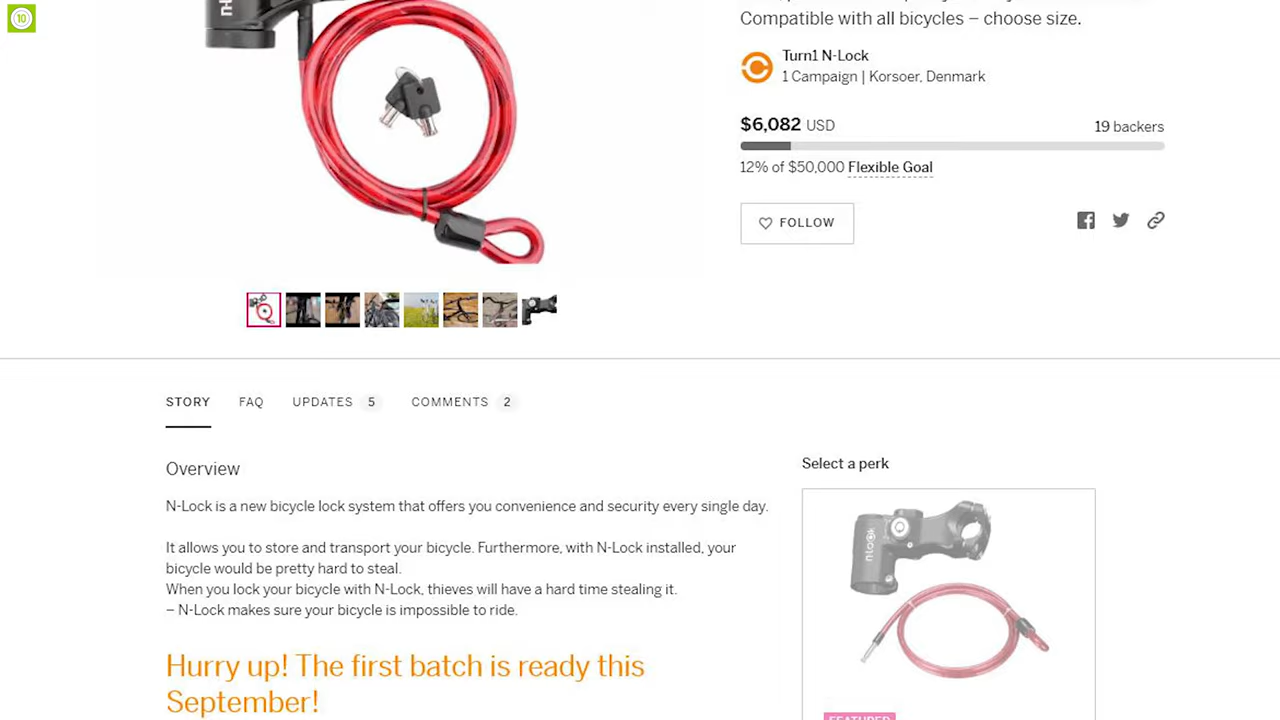 10
Compatible with all bicycles – choose size.
Turn1 N-Lock
1 Campaign | Korsoer, Denmark
$6,082 USD
19 backers
12% of $50,000 Flexible Goal
FOLLOW
STORY FAQ UPDATES 5 COMMENTS 2
Overview
Select a perk
N-Lock is a new bicycle lock system that offers you convenience and security every single day.
It allows you to store and transport your bicycle. Furthermore, with N-Lock installed, your
bicycle would be pretty hard to steal.
When you lock your bicycle with N-Lock, thieves will have a hard time stealing it.
– N-Lock makes sure your bicycle is impossible to ride.
nlock
Hurry up! The first batch is ready this
September!
FEATURED